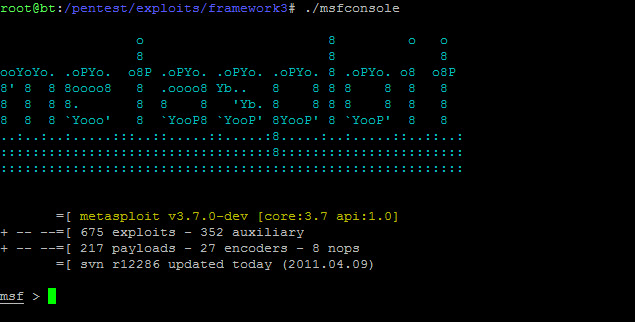 root@bt:/pentest/exploits/framework3# ./msfconsole
                 o                       8         o   o
                 8                       8             8
ooYoYo. .oPYo.  o8P .oPYo. .oPYo. .oPYo. 8 .oPYo. o8  o8P
8' 8  8 8oooo8   8  .oooo8 Yb..   8    8 8 8    8  8   8
8  8  8 8.       8  8    8   'Yb. 8    8 8 8    8  8   8
8  8  8 `Yooo'   8  `YooP8 `YooP' 8YooP' 8 `YooP'  8   8
..:..:..:.....:::..::.....::.....:8.....:..:.....::..::..:
::::::::::::::::::::::::::::::::::8:::::::::::::::::::::::
::::::::::::::::::::::::::::::::::::::::::::::::::::::::::
=[ metasploit v3.7.0-dev [core:3.7 api:1.0]
+ -- --=[ 675 exploits - 352 auxiliary
+ -- --=[ 217 payloads - 27 encoders - 8 nops
=[ svn r12286 updated today (2011.04.09)
msf >